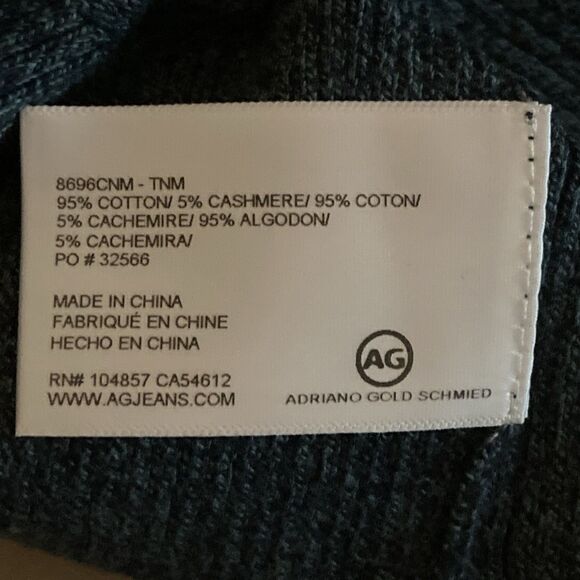 8696CNM - TNM
95% COTTON/ 5% CASHMERE/ 95% COTON/
5% CACHEMIRE/ 95% ALGODON/
5% CACHEMIRA/
PO # 32566
MADE IN CHINA
FABRIQUÉ EN CHINE
HECHO EN CHINA
RN# 104857 CA54612
WWW.AGJEANS.COM
AG
ADRIANO GOLD SCHMIED